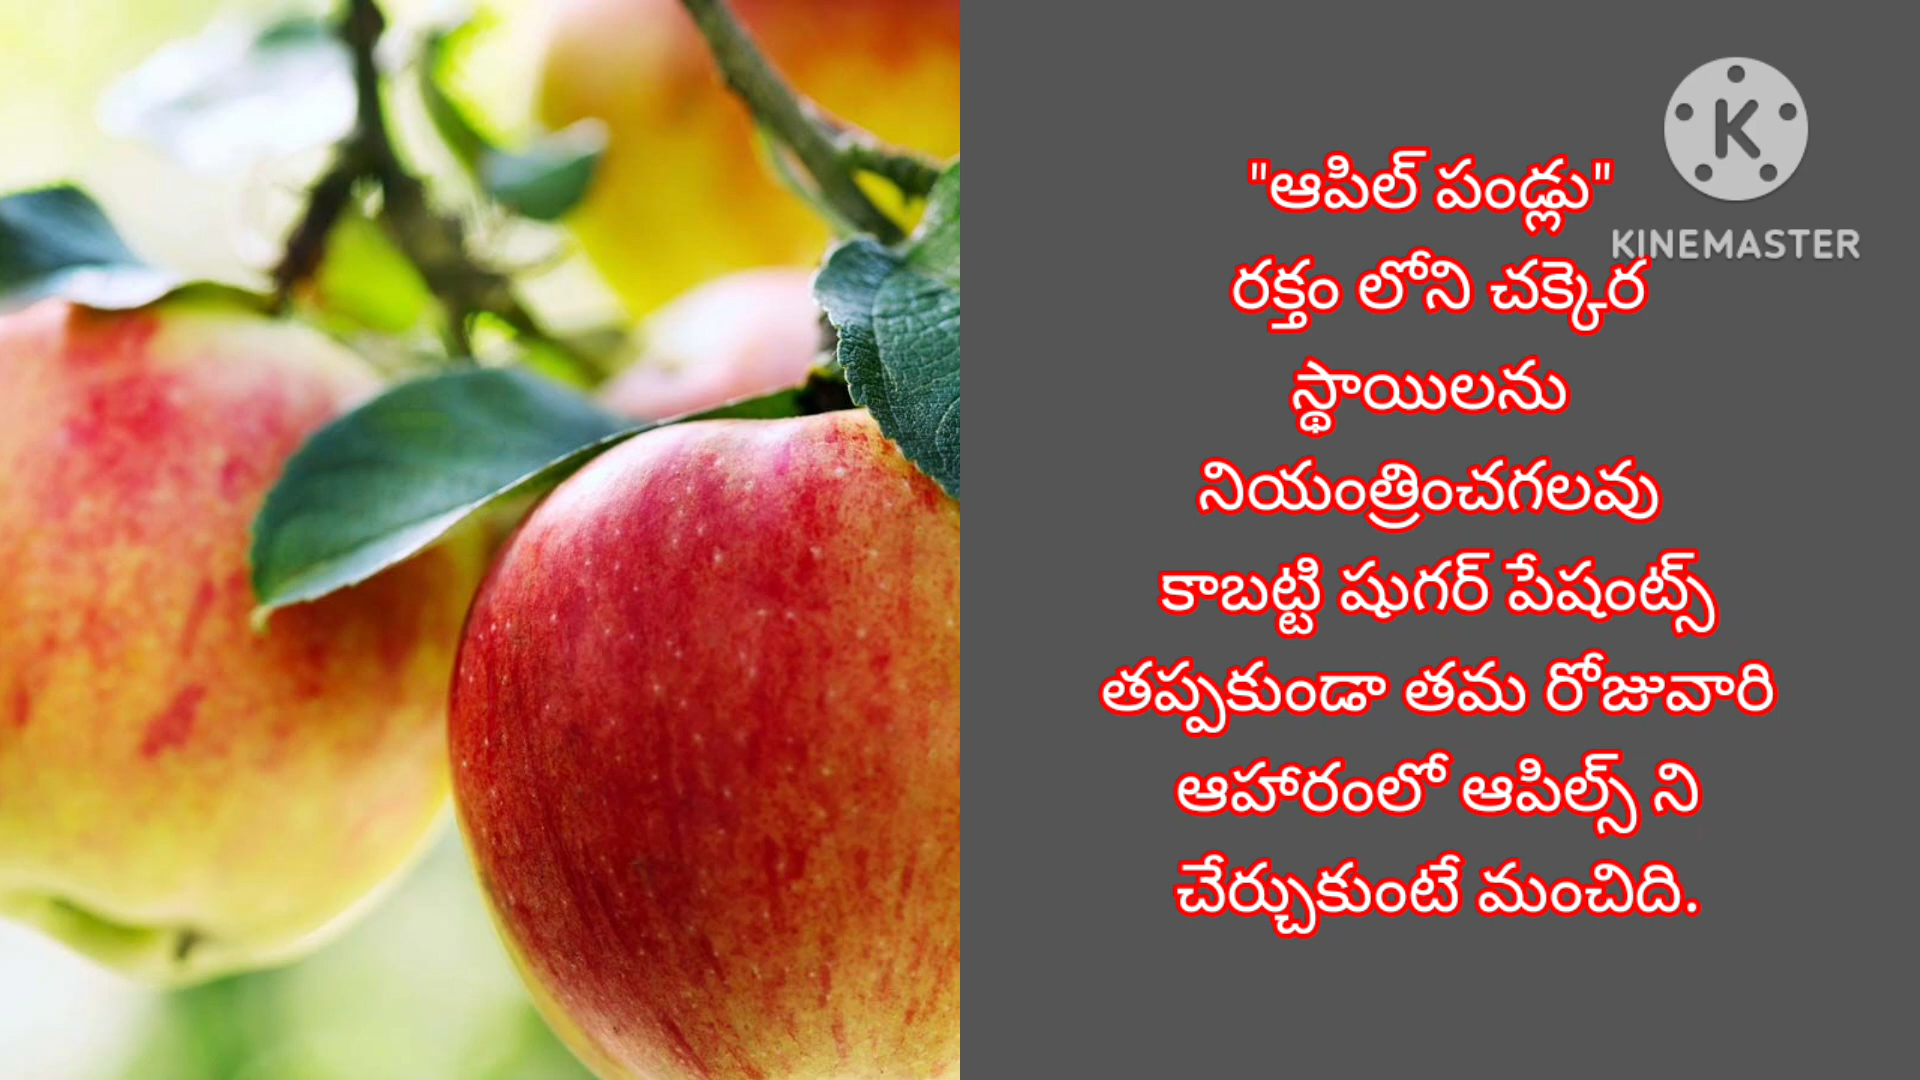 "ఆపిల్ పండ్లు"
రక్తం లోని చక్కెర
స్థాయిలను
నియంత్రించగలవు
కాబట్టి షుగర్ పేషంట్స్
తప్పకుండా తమ రోజువారి
ఆహారంలో ఆపిల్స్ ని
చేర్చుకుంటే మంచిది.
K
KINEMASTER